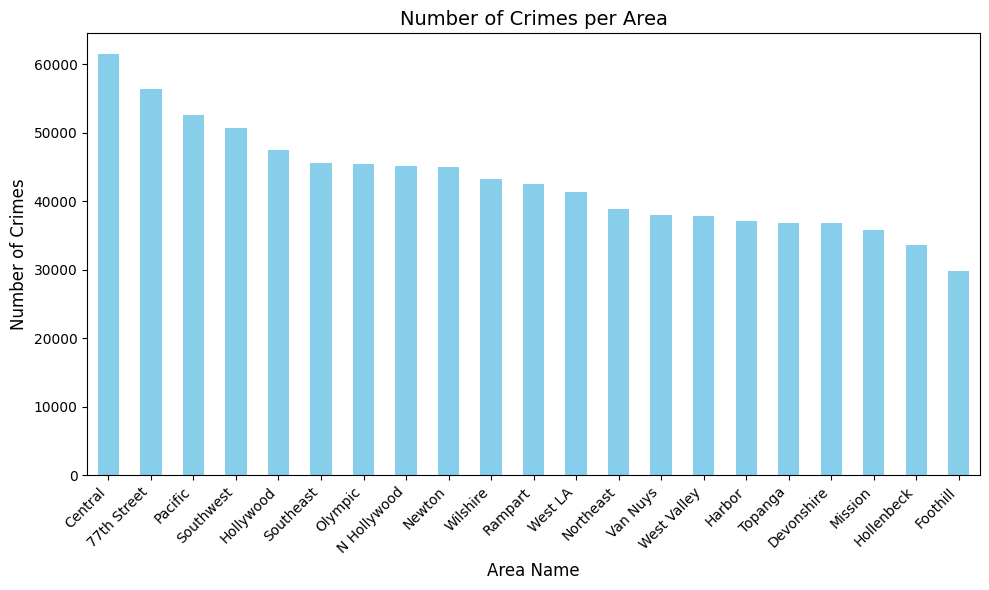 Number of Crimes per Area
Number of Crimes
60000
50000
40000
30000
20000
10000
0
Central
77th Street
Pacific
Southwest
Hollywood
Southeast
Olympic
N Hollywood
Newton
Wilshire
Rampart
West LA
Northeast
Van Nuys
West Valley
Harbor
Topanga
Devonshire
Mission
Hollenbeck
Foothill
Area Name